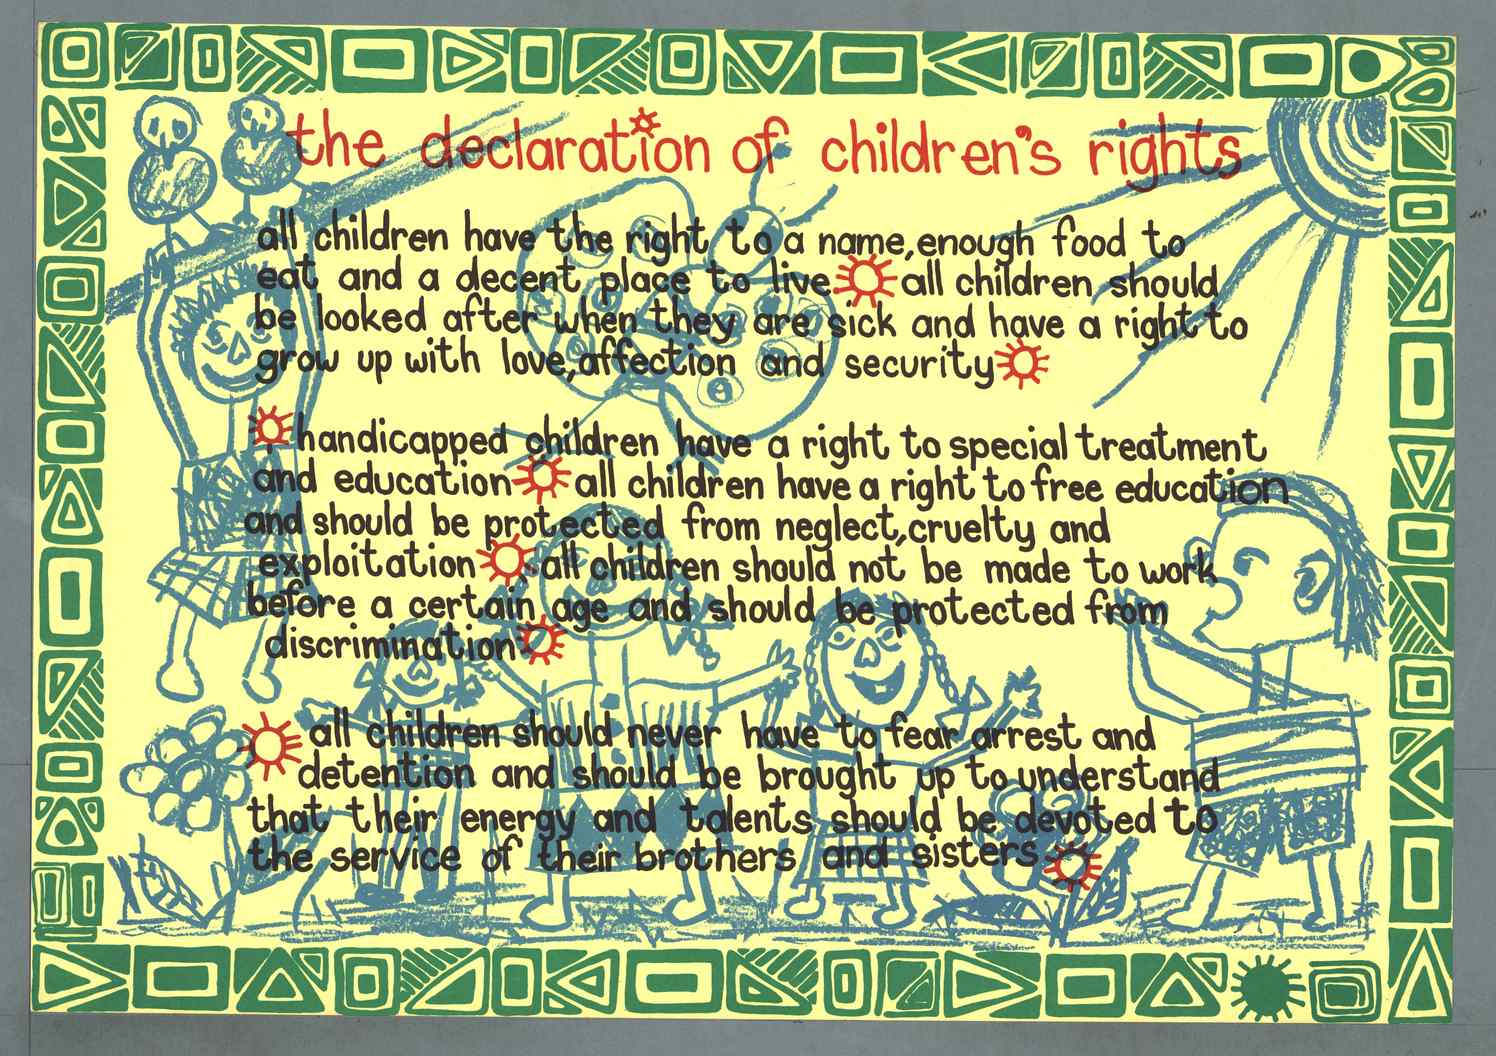 the declaration of children's rights
all children have the right to a name, enough food to
eat and a decent place to live all children should
be looked after when they are sick and have a right to
grow up with love, affection and security
handicapped children have a right to special treatment
and education all children have a right to free education
and should be protected from neglect, cruelty and
exploitation all children should not be made to work
before a certain age and should be protected from
discrimination
all children should never have to fear arrest and
detention and should be brought up to understand
that their energy and talents should be devoted to
the service of their brothers and sisters